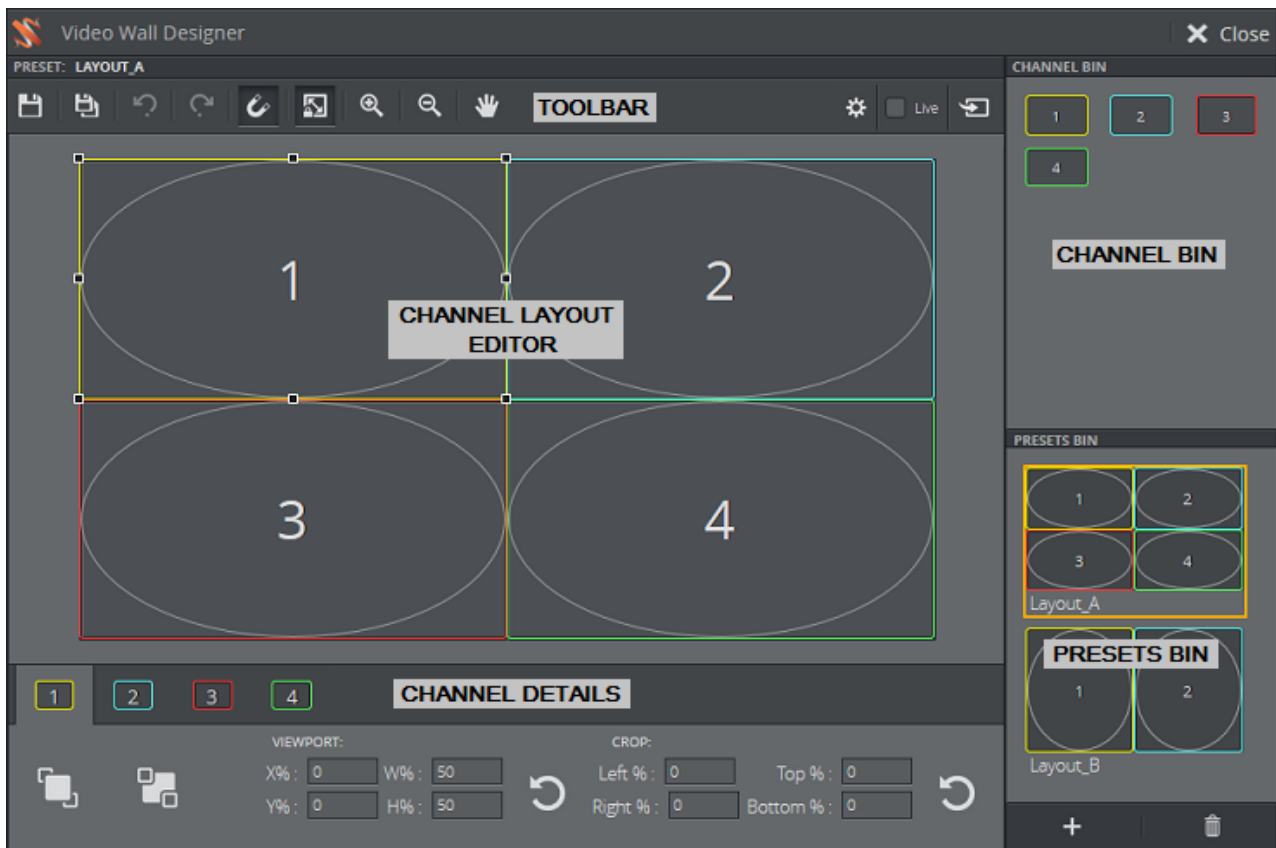 Video Wall Designer
Close
PRESET: LAYOUT_A
CHANNEL BIN
TOOLBAR
Live
1
2
3
4
CHANNEL BIN
1
2
CHANNEL LAYOUT
EDITOR
3
4
PRESETS BIN
1
2
3
4
Layout_A
PRESETS BIN
1
2
Layout_B
1
2
3
4
CHANNEL DETAILS
VIEWPORT:
CROP:
X% : 0 W% : 50 Left % : 0 Top % : 0
Y% : 0 H% : 50 Right % : 0 Bottom % : 0